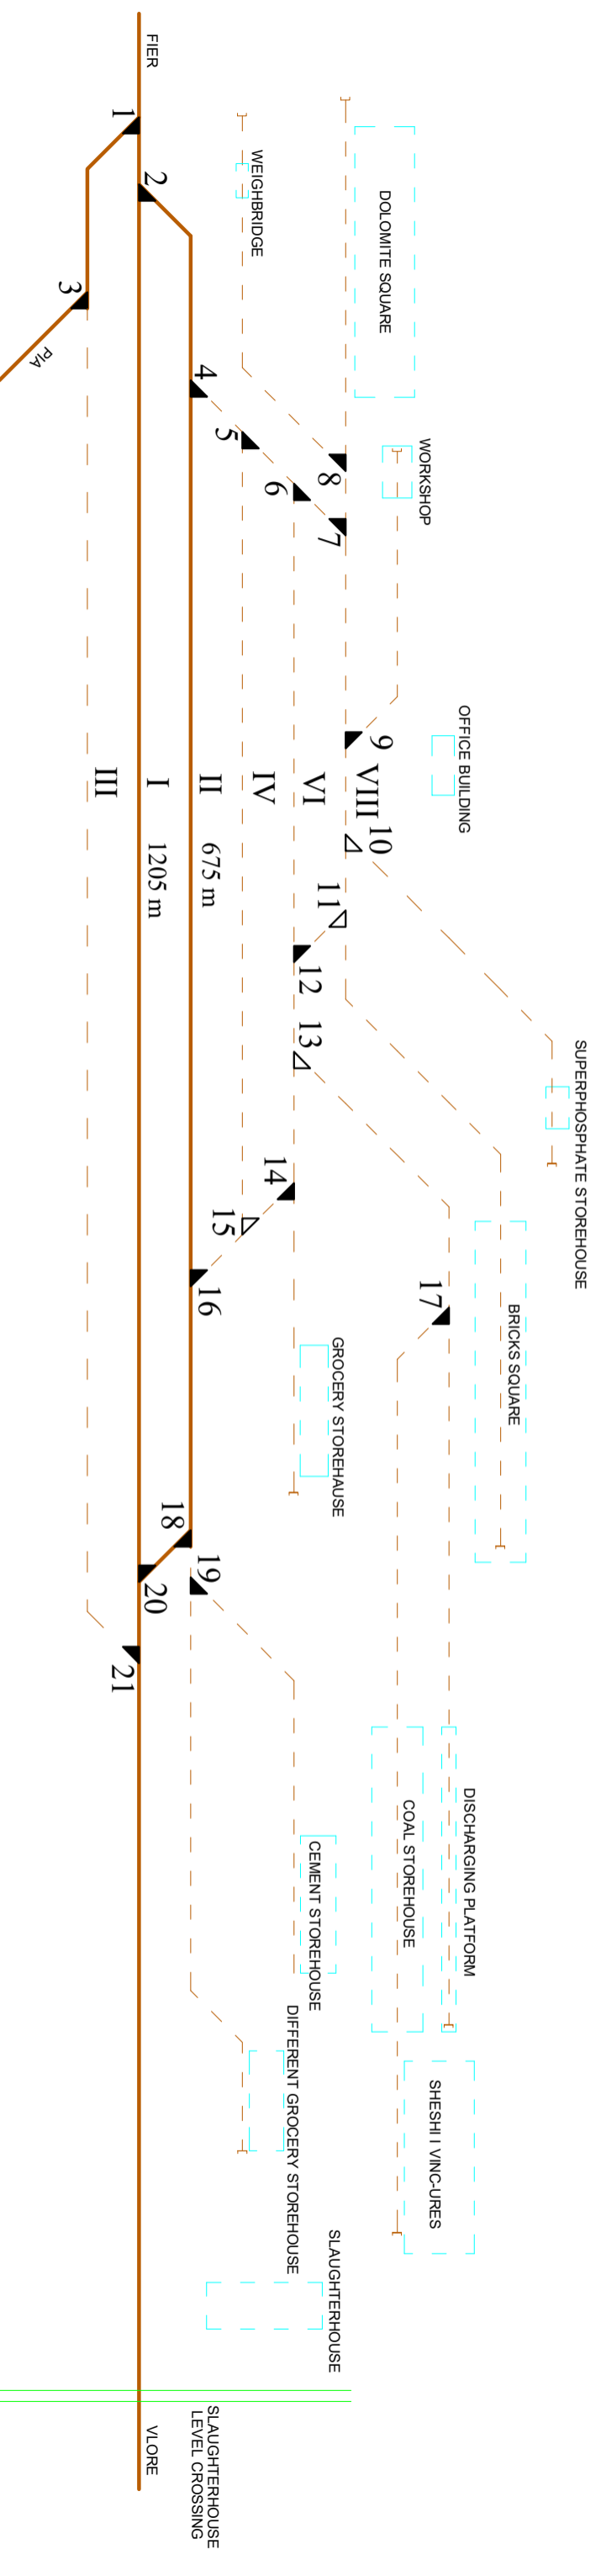 FIER
1
2
3
P/A
WEIGHBRIDGE
DOLOMITE SQUARE
4
5
6
7
8
WORKSHOP
OFFICE BUILDING
9
10
VIII
VI
IV
II
I
III
675 m
1205 m
11
12
13
14
15
16
SUPERPHOSPHATE STOREHOUSE
BRICKS SQUARE
17
GROCERY STOREHAUSE
18
19
20
21
DISCHARGING PLATFORM
COAL STOREHOUSE
CEMENT STOREHOUSE
SHESHI I VINC-URES
DIFFERENT GROCERY STOREHOUSE
SLAUGHTERHOUSE
SLAUGHTERHOUSE
LEVEL CROSSING
VLORE